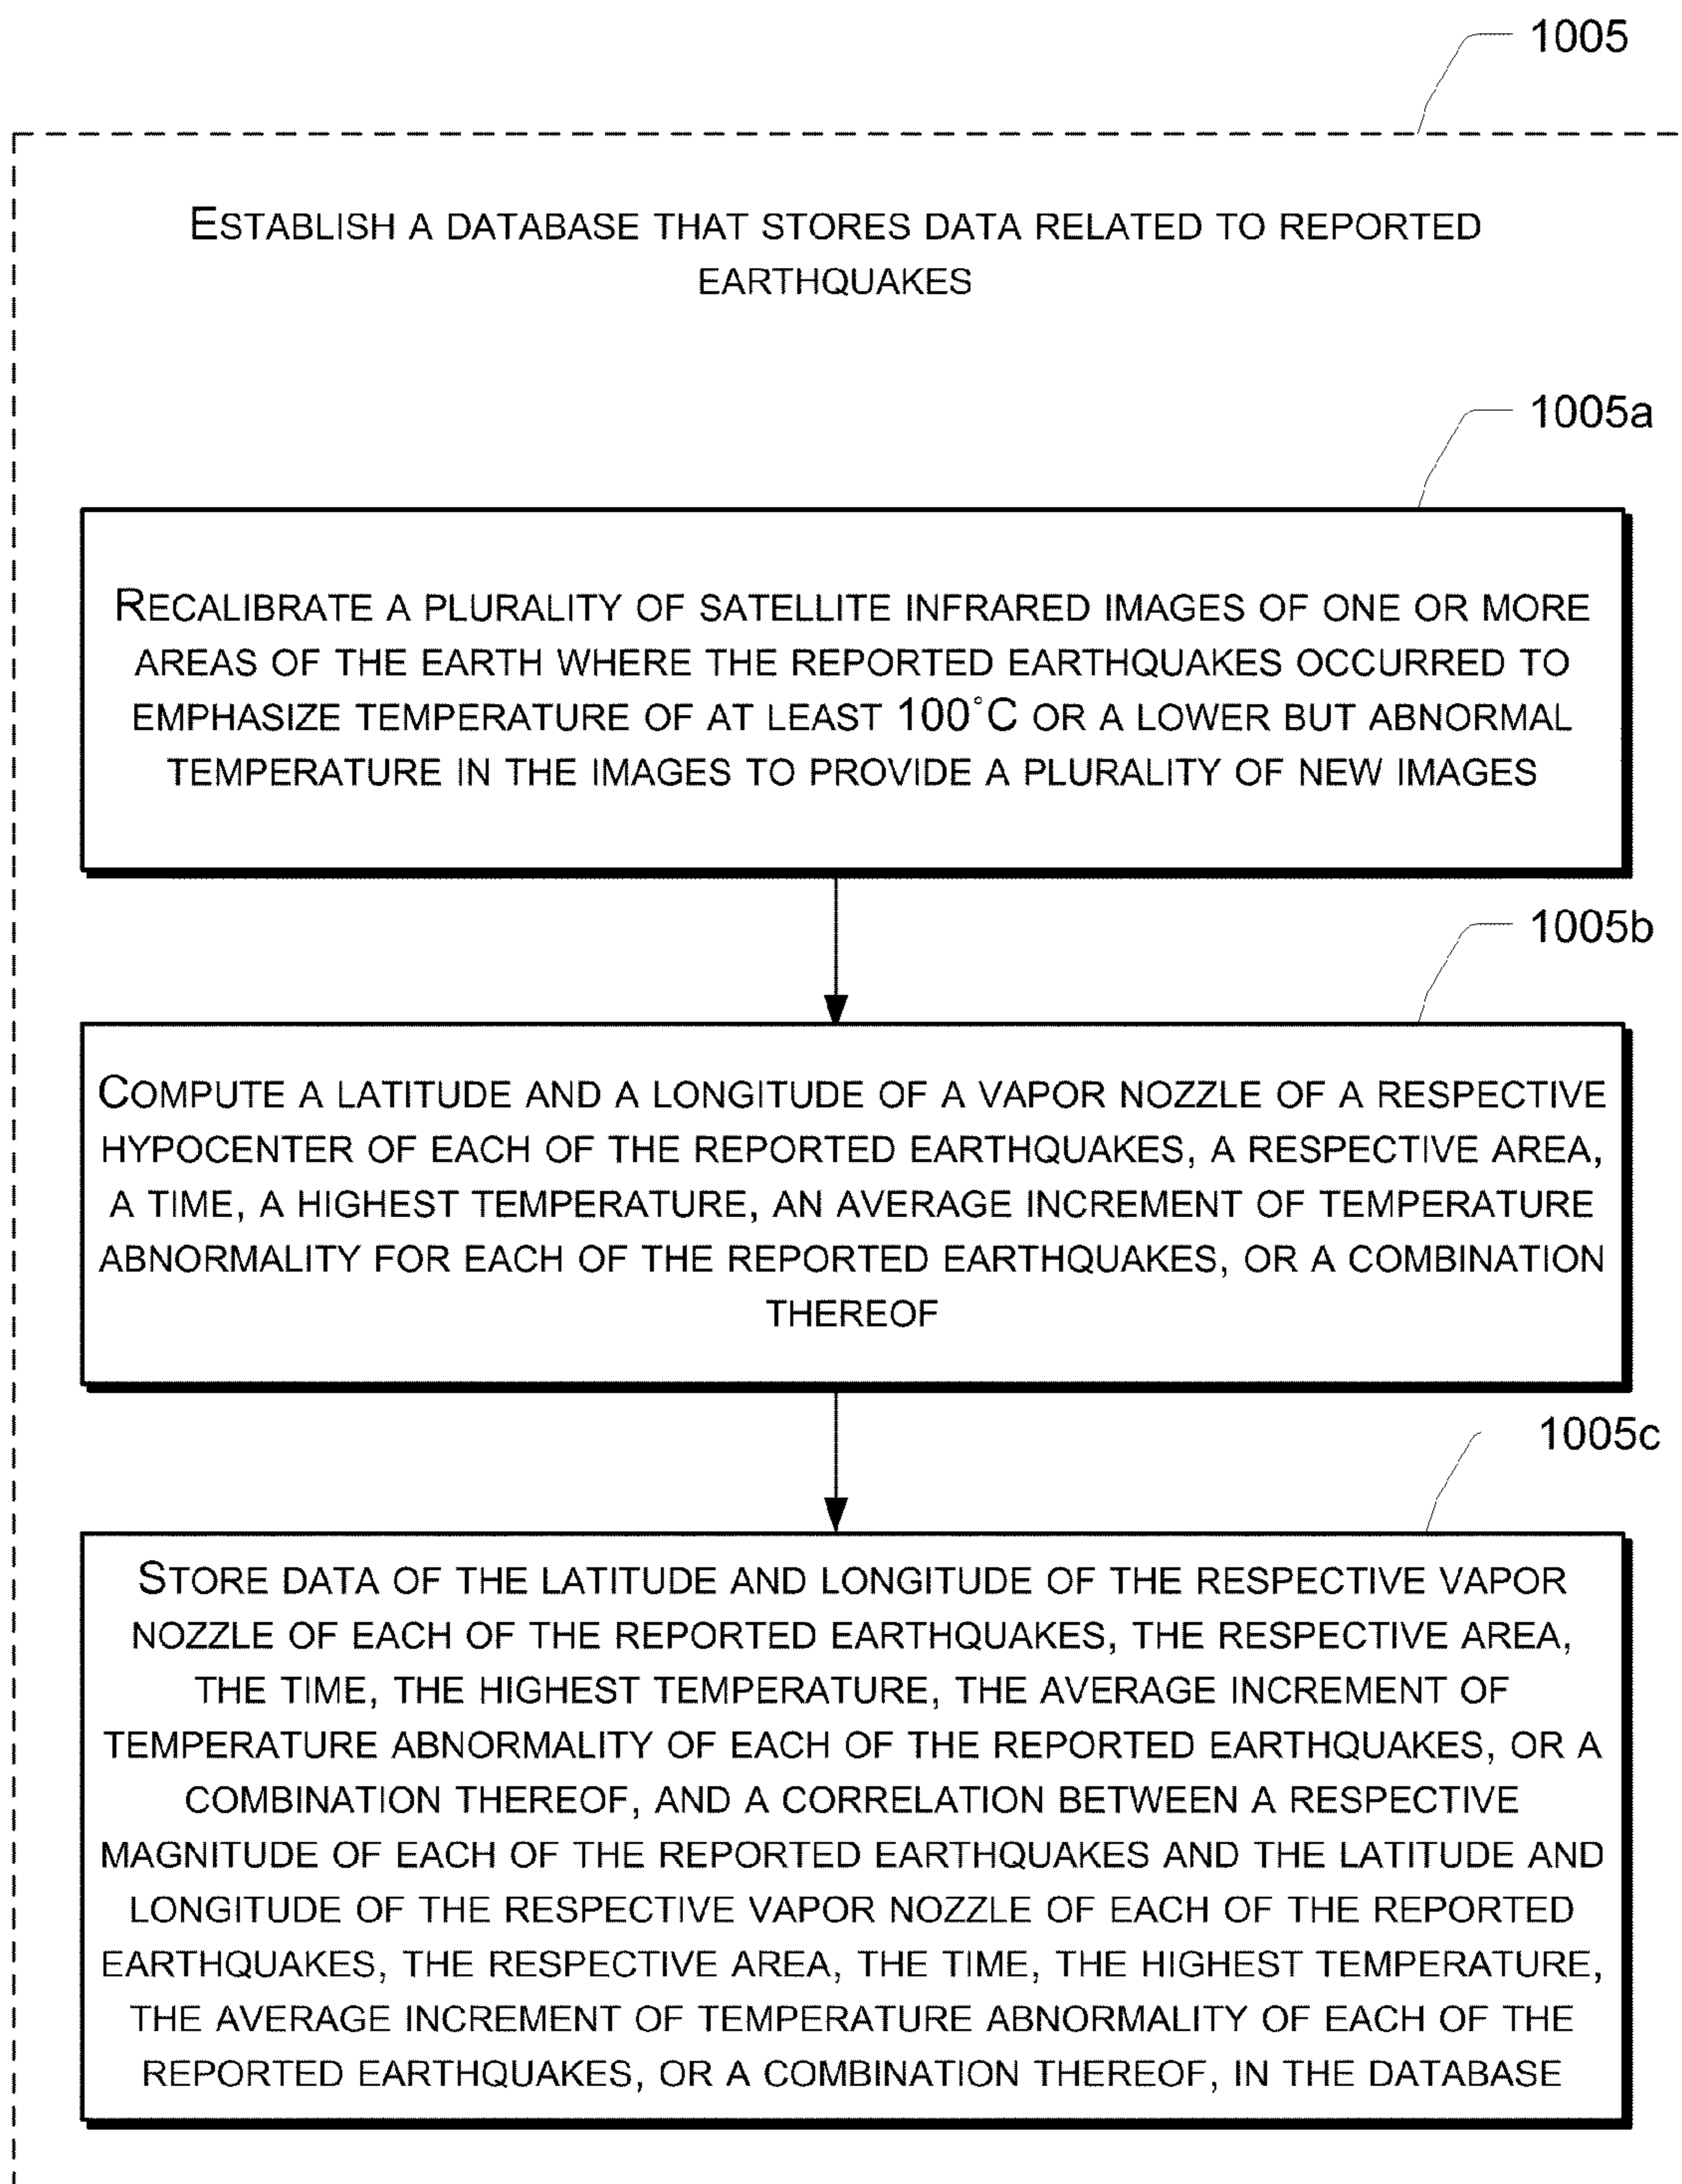 1005
ESTABLISH A DATABASE THAT STORES DATA RELATED TO REPORTED
EARTHQUAKES
1005a
RECALIBRATE A PLURALITY OF SATELLITE INFRARED IMAGES OF ONE OR MORE
AREAS OF THE EARTH WHERE THE REPORTED EARTHQUAKES OCCURRED TO
EMPHASIZE TEMPERATURE OF AT LEAST 100°C OR A LOWER BUT ABNORMAL
TEMPERATURE IN THE IMAGES TO PROVIDE A PLURALITY OF NEW IMAGES
1005b
COMPUTE A LATITUDE AND A LONGITUDE OF A VAPOR NOZZLE OF A RESPECTIVE
HYPOCENTER OF EACH OF THE REPORTED EARTHQUAKES, A RESPECTIVE AREA,
A TIME, A HIGHEST TEMPERATURE, AN AVERAGE INCREMENT OF TEMPERATURE
ABNORMALITY FOR EACH OF THE REPORTED EARTHQUAKES, OR A COMBINATION
THEREOF
1005c
STORE DATA OF THE LATITUDE AND LONGITUDE OF THE RESPECTIVE VAPOR
NOZZLE OF EACH OF THE REPORTED EARTHQUAKES, THE RESPECTIVE AREA,
THE TIME, THE HIGHEST TEMPERATURE, THE AVERAGE INCREMENT OF
TEMPERATURE ABNORMALITY OF EACH OF THE REPORTED EARTHQUAKES, OR A
COMBINATION THEREOF, AND A CORRELATION BETWEEN A RESPECTIVE
MAGNITUDE OF EACH OF THE REPORTED EARTHQUAKES AND THE LATITUDE AND
LONGITUDE OF THE RESPECTIVE VAPOR NOZZLE OF EACH OF THE REPORTED
EARTHQUAKES, THE RESPECTIVE AREA, THE TIME, THE HIGHEST TEMPERATURE,
THE AVERAGE INCREMENT OF TEMPERATURE ABNORMALITY OF EACH OF THE
REPORTED EARTHQUAKES, OR A COMBINATION THEREOF, IN THE DATABASE